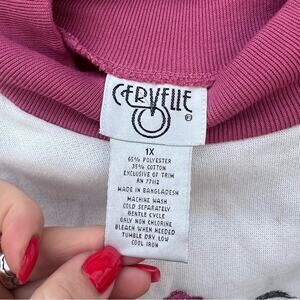 CERVELLE
®
1X
65% POLYESTER
35% COTTON
EXCLUSIVE OF TRIM
RN 77112
MADE IN BANGLADESH
MACHINE WASH
COLD SEPARATELY
GENTLE CYCLE
ONLY NON CHLORINE
BLEACH WHEN NEEDED
TUMBLE DRY LOW
COOL IRON